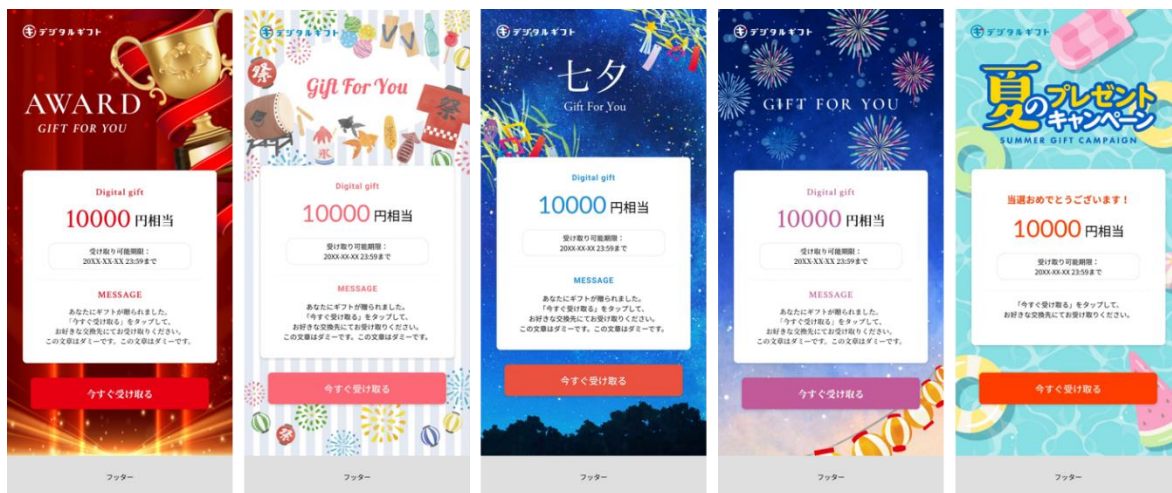 デジタルギフト
AWARD
GIFT FOR YOU
Digital gift
10000 円相当
受け取り可能期限：
20XX-XX-XX 23:59まで
MESSAGE
あなたにギフトが贈られました。
「今すぐ受け取る」をタップして、
お好きな交換先にてお受け取りください。
この文章はダミーです。この文章はダミーです。
今すぐ受け取る
フッター
デジタルギフト
祭
Gift For You
祭
氷
Digital gift
10000 円相当
受け取り可能期限：
20XX-XX-XX 23:59まで
MESSAGE
あなたにギフトが贈られました。
「今すぐ受け取る」をタップして、
お好きな交換先にてお受け取りください。
この文章はダミーです。この文章はダミーです。
今すぐ受け取る
祭
フッター
デジタルギフト
七夕
Gift For You
Digital gift
10000 円相当
受け取り可能期限：
20XX-XX-XX 23:59まで
MESSAGE
あなたにギフトが贈られました。
「今すぐ受け取る」をタップして、
お好きな交換先にてお受け取りください。
この文章はダミーです。この文章はダミーです。
今すぐ受け取る
フッター
デジタルギフト
GIFT FOR YOU
Digital gift
10000 円相当
受け取り可能期限：
20XX-XX-XX 23:59まで
MESSAGE
あなたにギフトが贈られました。
「今すぐ受け取る」をタップして、
お好きな交換先にてお受け取りください。
この文章はダミーです。この文章はダミーです。
今すぐ受け取る
フッター
デジタルギフト
夏のプレゼント
キャンペーン
SUMMER GIFT CAMPAIGN
当選おめでとうございます！
10000 円相当
受け取り可能期限：
20XX-XX-XX 23:59まで
「今すぐ受け取る」をタップして、
お好きな交換先にてお受け取りください。
今すぐ受け取る
フッター